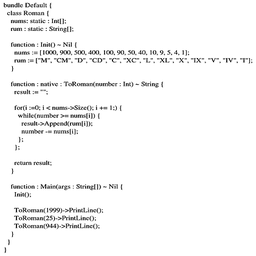 bundle Default {
class Roman {
nums: static : Int[];
rum : static : String[];
function : Init() ~ Nil {
nums := [1000, 900, 500, 400, 100, 90, 50, 40, 10, 9, 5, 4, 1];
rum := ["M", "CM", "D", "CD", "C", "XC", "L", "XL", "X", "IX", "V", "IV", "I"];
}
function : native : ToRoman(number : Int) ~ String {
result := "";
for(i :=0; i < nums->Size(); i += 1;) {
while(number >= nums[i]) {
result->Append(rum[i]);
number -= nums[i];
};
};
return result;
}
function : Main(args : String[]) ~ Nil {
Init();
ToRoman(1999)->PrintLine();
ToRoman(25)->PrintLine();
ToRoman(944)->PrintLine();
}
}
}